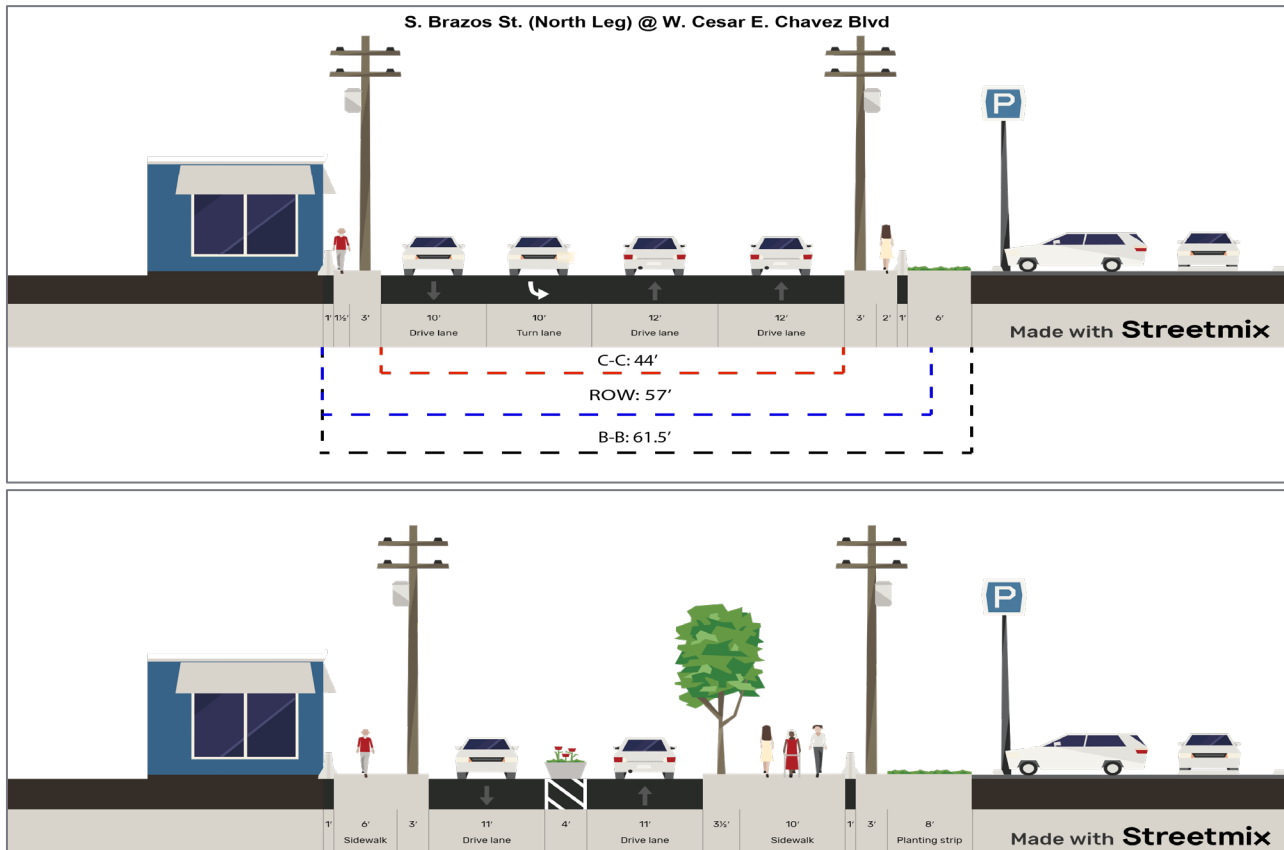 S. Brazos St. (North Leg) @ W. Cesar E. Chavez Blvd
P
1' 1½' 3' 10' 10' 12' 12' 3' 2' 1' 6'
Drive lane Turn lane Drive lane Drive lane
Made with Streetmix
C-C: 44'
ROW: 57'
B-B: 61.5'
P
1' 6' 3' 11' 4' 11' 3½' 10' 1' 3' 8'
Sidewalk Drive lane Drive lane Sidewalk Planting strip
Made with Streetmix